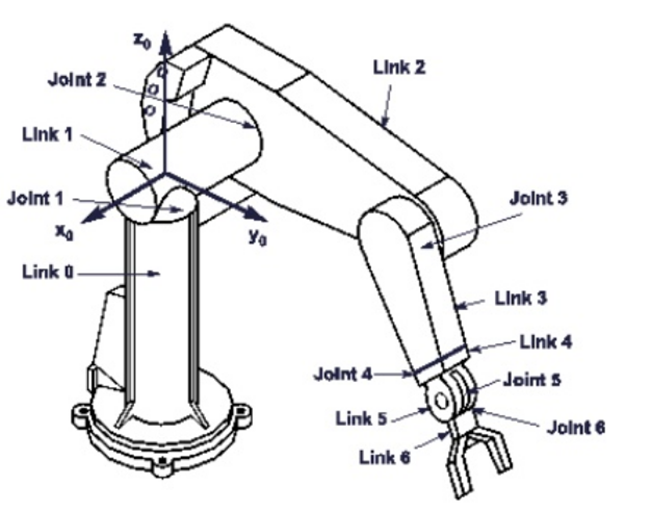 z0
Joint 2
Link 2
Link 1
Joint 1
Joint 3
x0
y0
Link 0
Link 3
Link 4
Joint 4
Joint 5
Link 5
Joint 6
Link 6